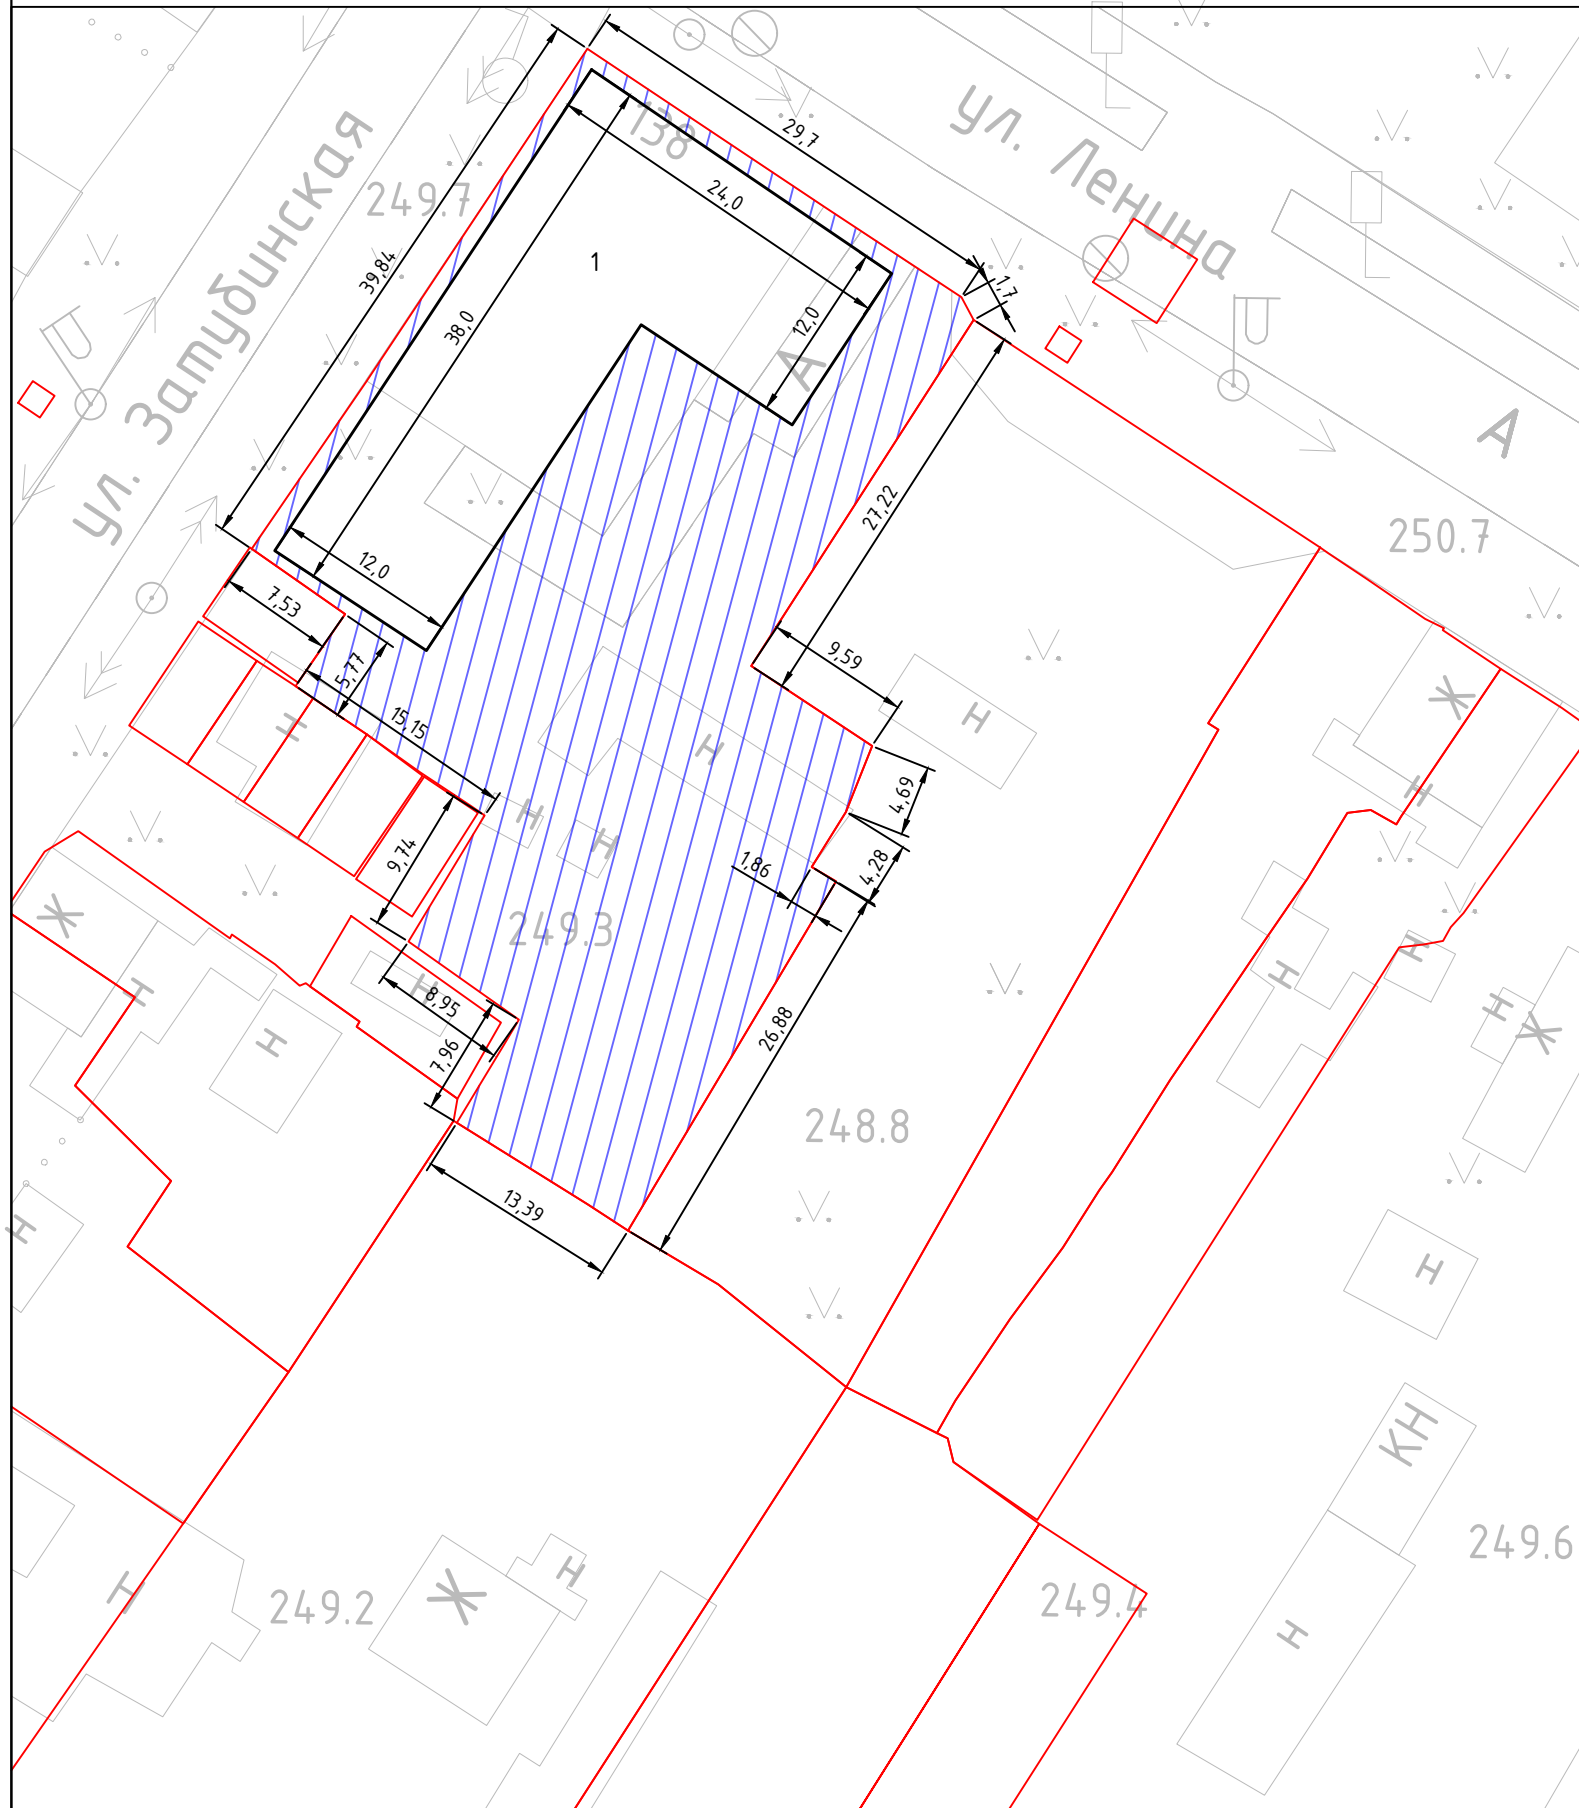 138
ул. Ленина
249.7
ул. Затубинская
29,7
24,0
39,84
38,0
1
1,7
12,0
А
А
27,22
250.7
12,0
7,53
5,77
15,15
9,59
Н
Н
Н
Ж
Н
4,69
Н
Н
9,74
1,86
4,28
Ж
249.3
Н
Н
Н
Н
Ж
Н
Н
8,95
7,96
26,88
248.8
13,39
Н
Н
КН
249.6
249.2
Н
Ж
Н
249.4
Н